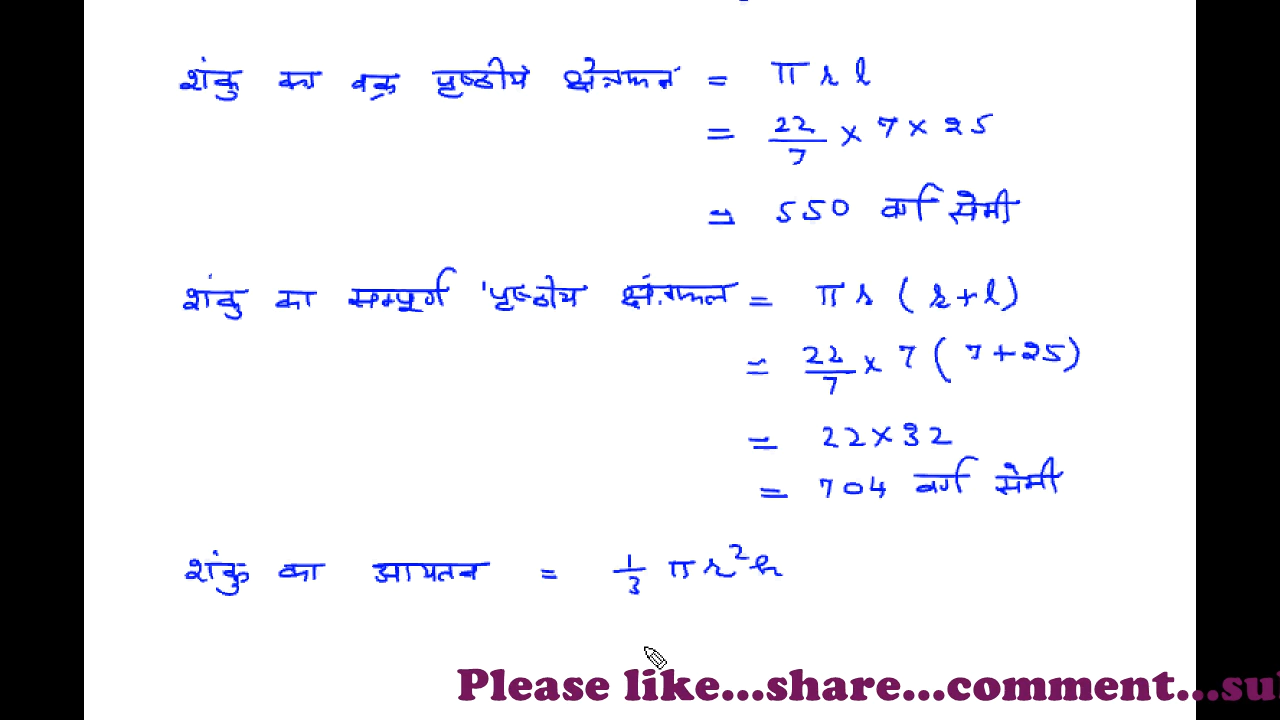 शंकु का वक्र पृष्ठीय क्षेत्रफल = π r l
= 22/7 × 7 × 25
= 550 वर्ग सेमी
शंकु का सम्पूर्ण पृष्ठीय क्षेत्रफल = π r ( r + l )
= 22/7 × 7 ( 7 + 25 )
= 22 × 32
= 704 वर्ग सेमी
शंकु का आयतन = 1/3 π r² h
Please like...share...comment...su